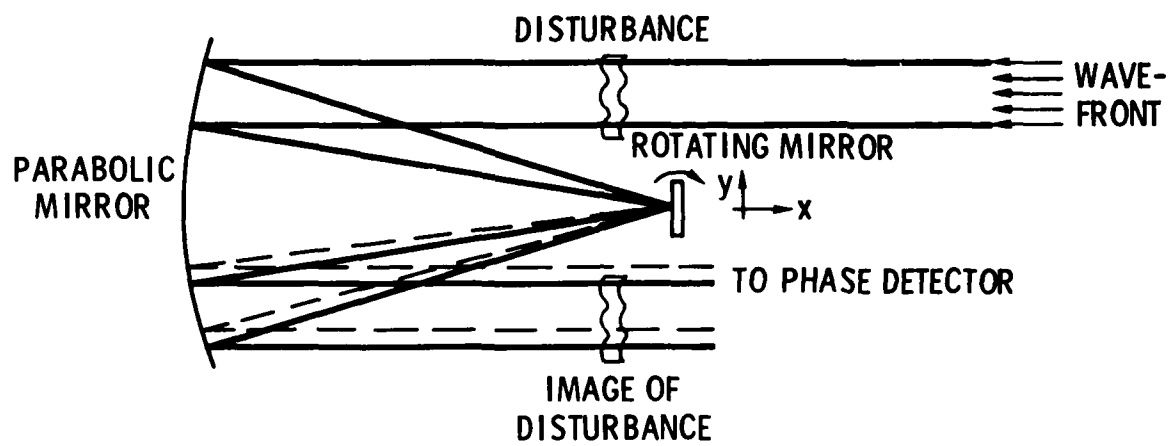 DISTURBANCE
WAVE-
FRONT
ROTATING MIRROR
PARABOLIC
MIRROR
y
x
TO PHASE DETECTOR
IMAGE OF
DISTURBANCE